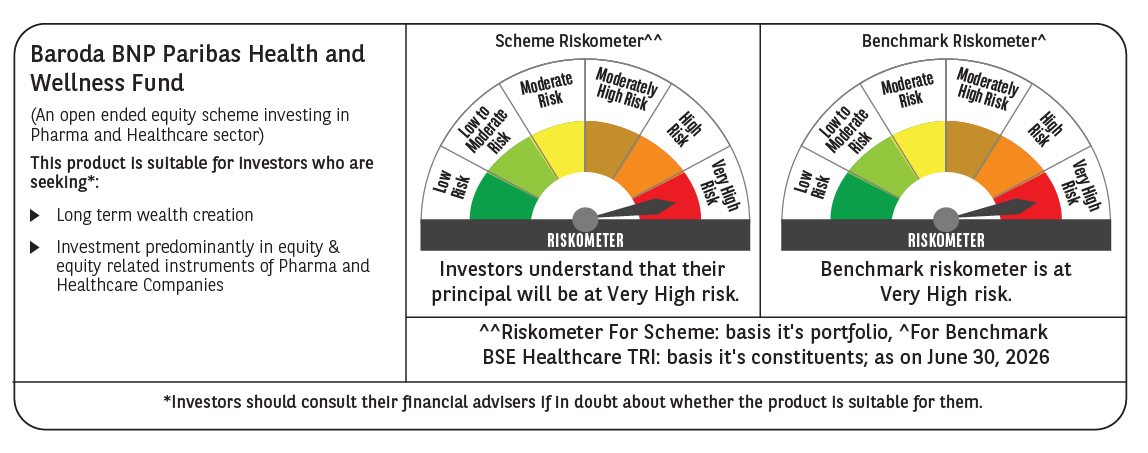 Baroda BNP Paribas Health and
Wellness Fund
(An open ended equity scheme investing in
Pharma and Healthcare sector)
This product is suitable for investors who are
seeking*:
Long term wealth creation
Investment predominantly in equity &
equity related instruments of Pharma and
Healthcare Companies
Scheme Riskometer^^
Low
Risk
Low to
Moderate
Risk
Moderate
Risk
Moderately
High Risk
High
Risk
Very High
Risk
RISKOMETER
Investors understand that their
principal will be at Very High risk.
Benchmark Riskometer^
Low
Risk
Low to
Moderate
Risk
Moderate
Risk
Moderately
High Risk
High
Risk
Very High
Risk
RISKOMETER
Benchmark riskometer is at
Very High risk.
^^Riskometer For Scheme: basis it's portfolio, ^For Benchmark
BSE Healthcare TRI: basis it's constituents; as on June 30, 2026
*Investors should consult their financial advisers if in doubt about whether the product is suitable for them.